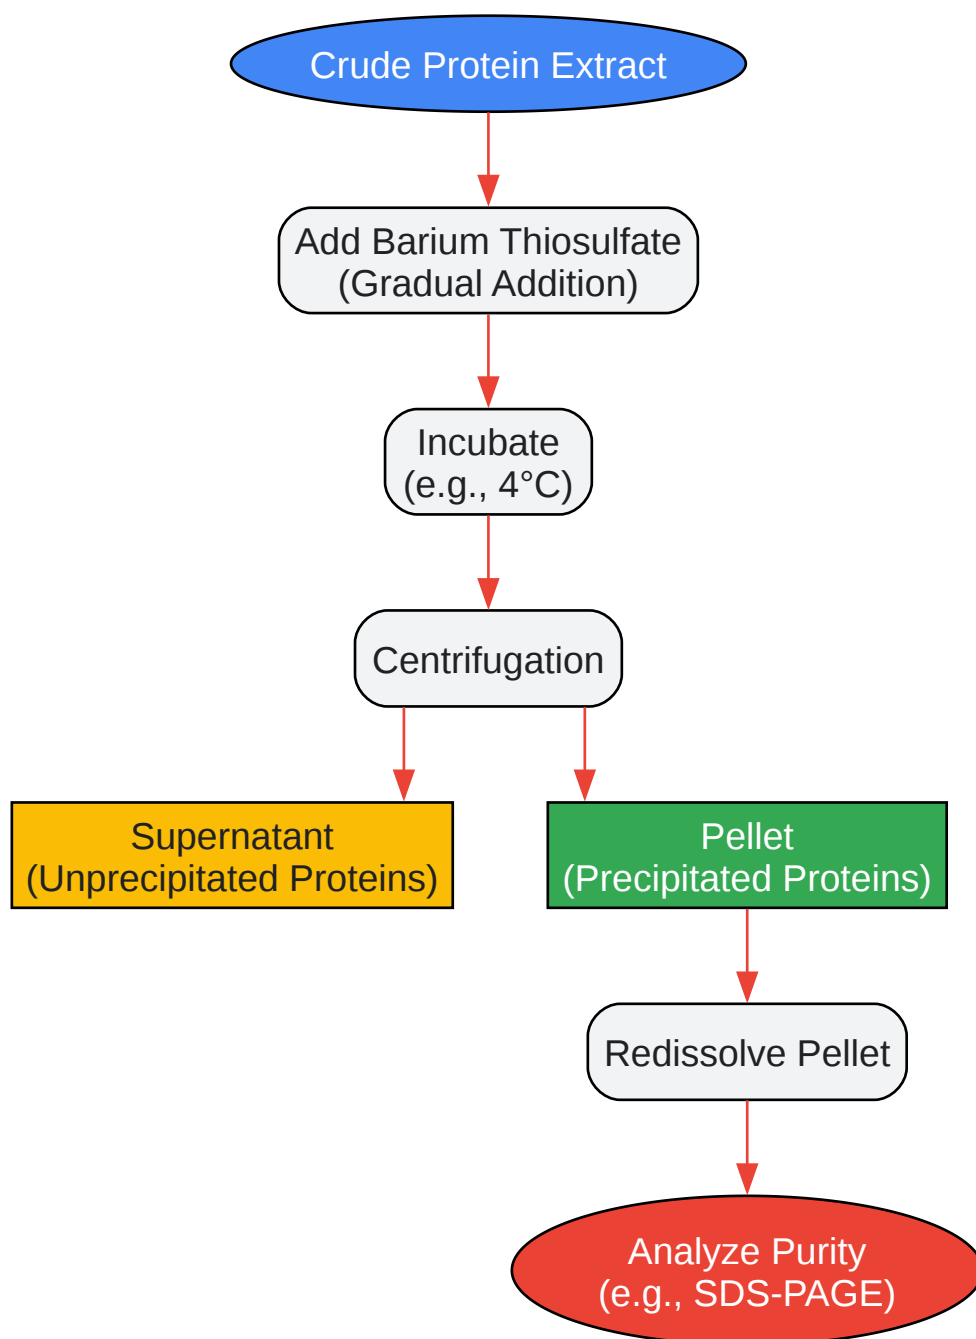 Crude Protein Extract
Add Barium Thiosulfate
(Gradual Addition)
Incubate
(e.g., 4°C)
Centrifugation
Supernatant
(Unprecipitated Proteins)
Pellet
(Precipitated Proteins)
Redissolve Pellet
Analyze Purity
(e.g., SDS-PAGE)